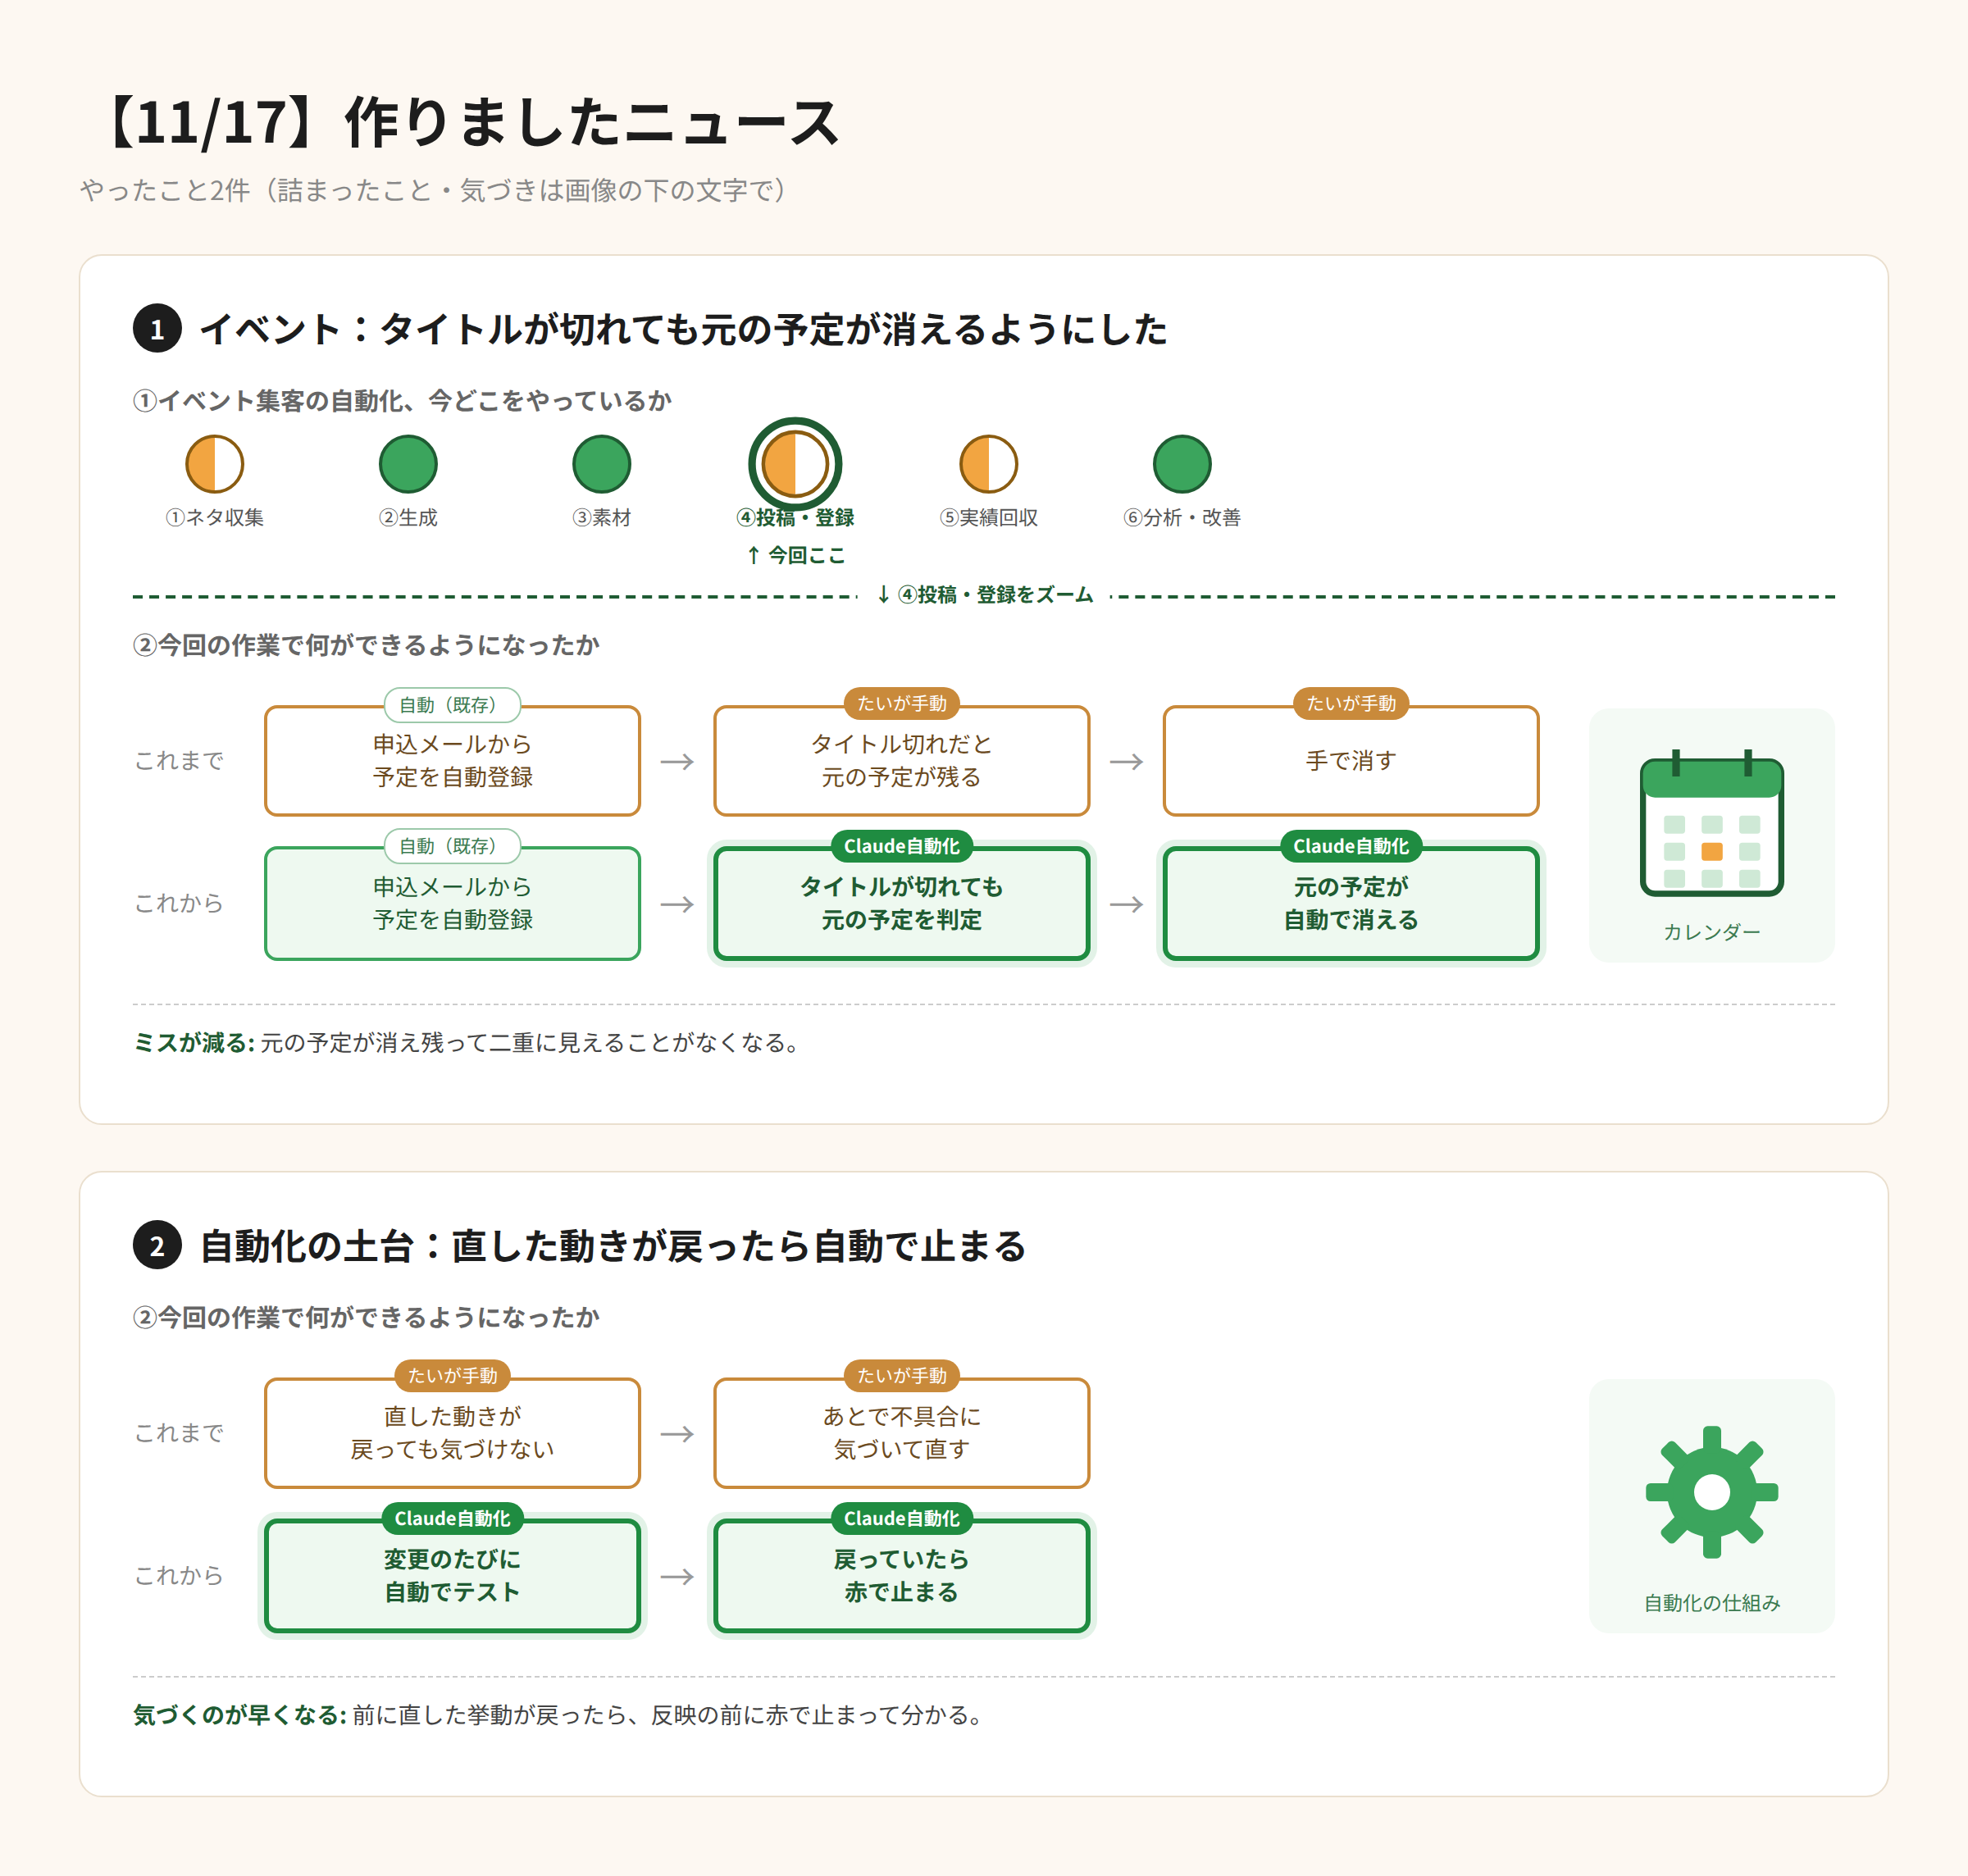 【11/17】作りましたニュース
やったこと2件（詰まったこと・気づきは画像の下の文字で）
1 イベント：タイトルが切れても元の予定が消えるようにした
①イベント集客の自動化、今どこをやっているか
①ネタ収集 ②生成 ③素材 ④投稿・登録 ⑤実績回収 ⑥分析・改善
↑ 今回ここ
↓ ④投稿・登録をズーム
②今回の作業で何ができるようになったか
これまで
自動（既存）
申込メールから
予定を自動登録
→
たいが手動
タイトル切れだと
元の予定が残る
→
たいが手動
手で消す
これから
自動（既存）
申込メールから
予定を自動登録
→
Claude自動化
タイトルが切れても
元の予定を判定
→
Claude自動化
元の予定が
自動で消える
カレンダー
ミスが減る: 元の予定が消え残って二重に見えることがなくなる。
2 自動化の土台：直した動きが戻ったら自動で止まる
②今回の作業で何ができるようになったか
これまで
たいが手動
直した動きが
戻っても気づけない
→
たいが手動
あとで不具合に
気づいて直す
これから
Claude自動化
変更のたびに
自動でテスト
→
Claude自動化
戻っていたら
赤で止まる
自動化の仕組み
気づくのが早くなる: 前に直した挙動が戻ったら、反映の前に赤で止まって分かる。